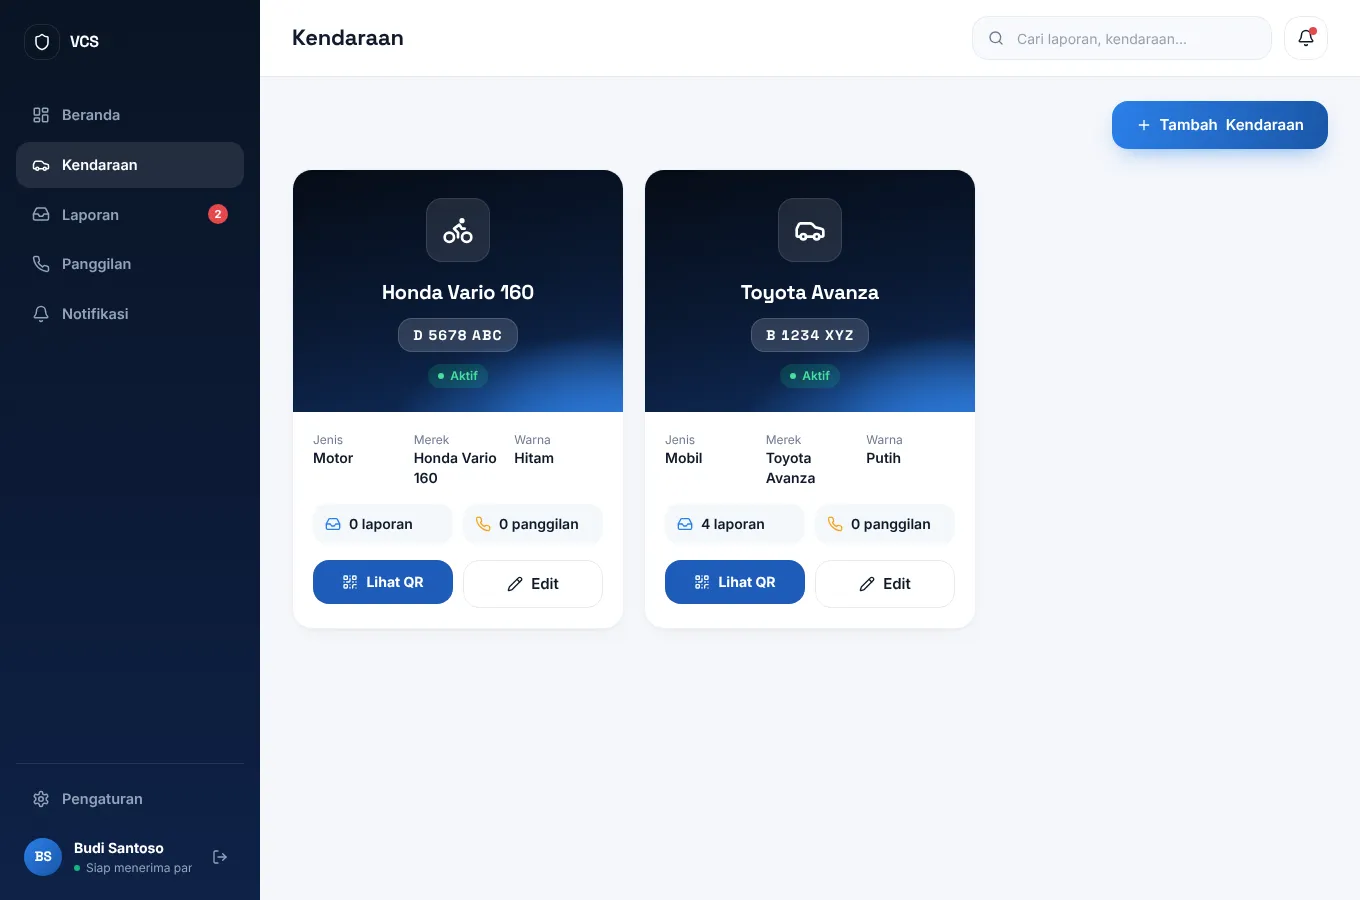 VCS
Beranda
Kendaraan
Laporan
2
Panggilan
Notifikasi
Pengaturan
BS
Budi Santoso
Siap menerima par
Kendaraan
Cari laporan, kendaraan...
Tambah Kendaraan
Honda Vario 160
D 5678 ABC
Aktif
Jenis
Motor
Merek
Honda Vario
160
Warna
Hitam
0 laporan
0 panggilan
Lihat QR
Edit
Toyota Avanza
B 1234 XYZ
Aktif
Jenis
Mobil
Merek
Toyota
Avanza
Warna
Putih
4 laporan
0 panggilan
Lihat QR
Edit